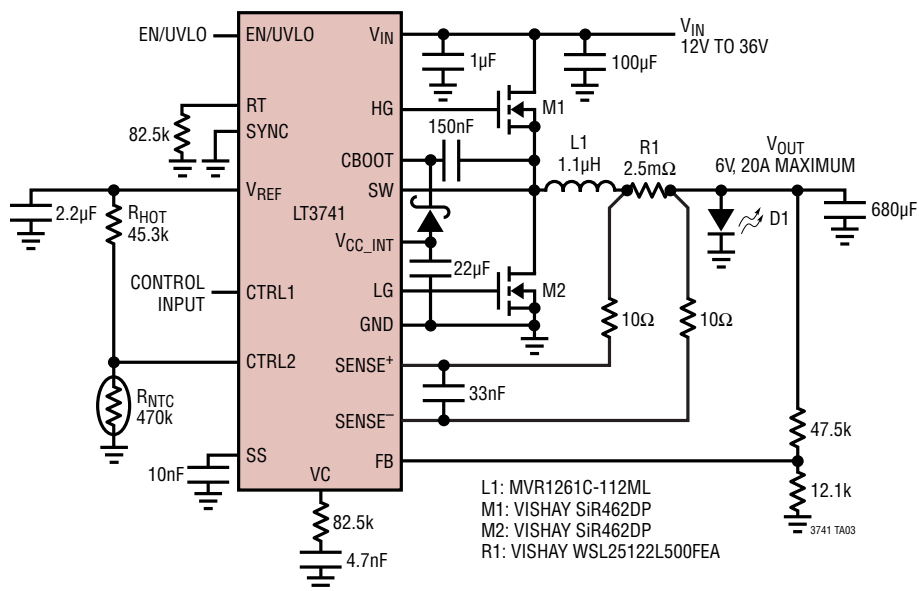 EN/UVLO
EN/UVLO
VIN
VIN
12V TO 36V
1µF
100µF
RT
HG
M1
82.5k
SYNC
150nF
CBOOT
L1
1.1µH
R1
2.5mΩ
VOUT
6V, 20A MAXIMUM
VREF
SW
LT3741
2.2µF
RHOT
45.3k
D1
680µF
VCC_INT
22µF
CONTROL
INPUT
CTRL1
LG
M2
GND
10Ω
10Ω
CTRL2
SENSE+
33nF
RNTC
470k
SENSE–
47.5k
SS
FB
10nF
VC
12.1k
82.5k
4.7nF
L1: MVR1261C-112ML
M1: VISHAY SiR462DP
M2: VISHAY SiR462DP
R1: VISHAY WSL25122L500FEA
3741 TA03